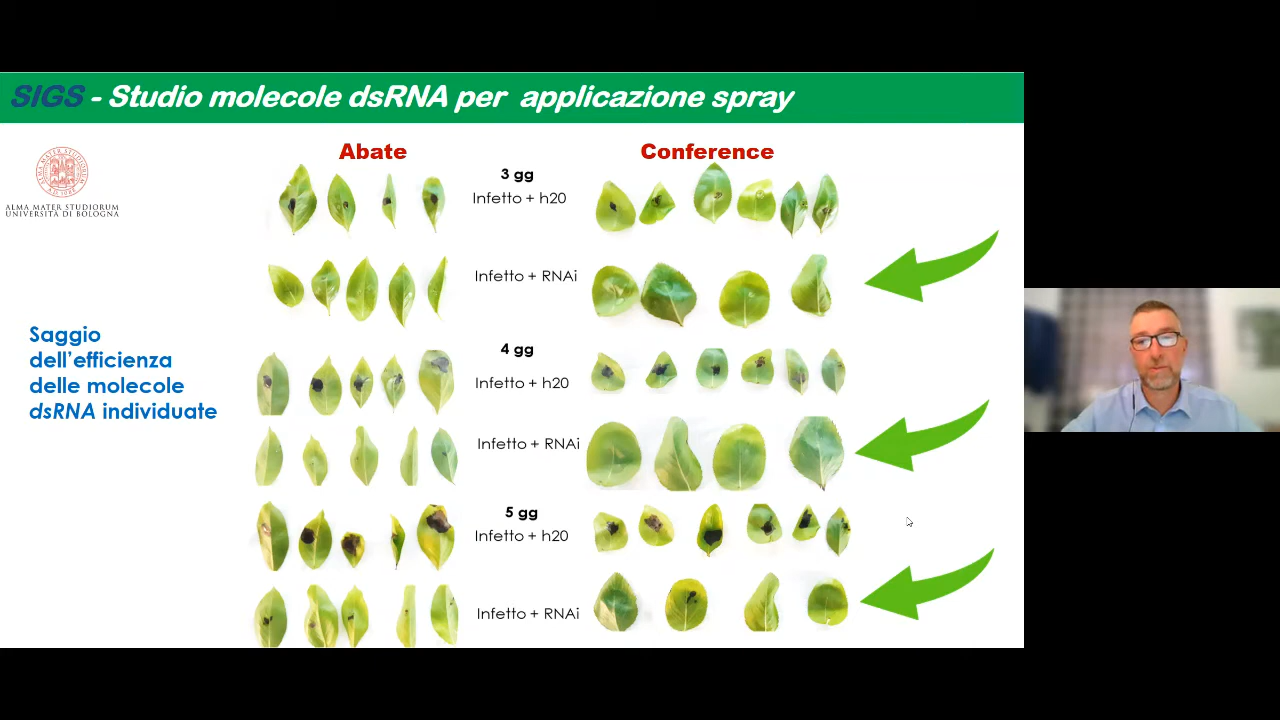 SIGS - Studio molecole dsRNA per applicazione spray
ALMA MATER STUDIORUM
UNIVERSITÀ DI BOLOGNA
Saggio
dell'efficienza
delle molecole
dsRNA individuate
Abate
Conference
3 gg
Infetto + h20
Infetto + RNAi
4 gg
Infetto + h20
Infetto + RNAi
5 gg
Infetto + h20
Infetto + RNAi